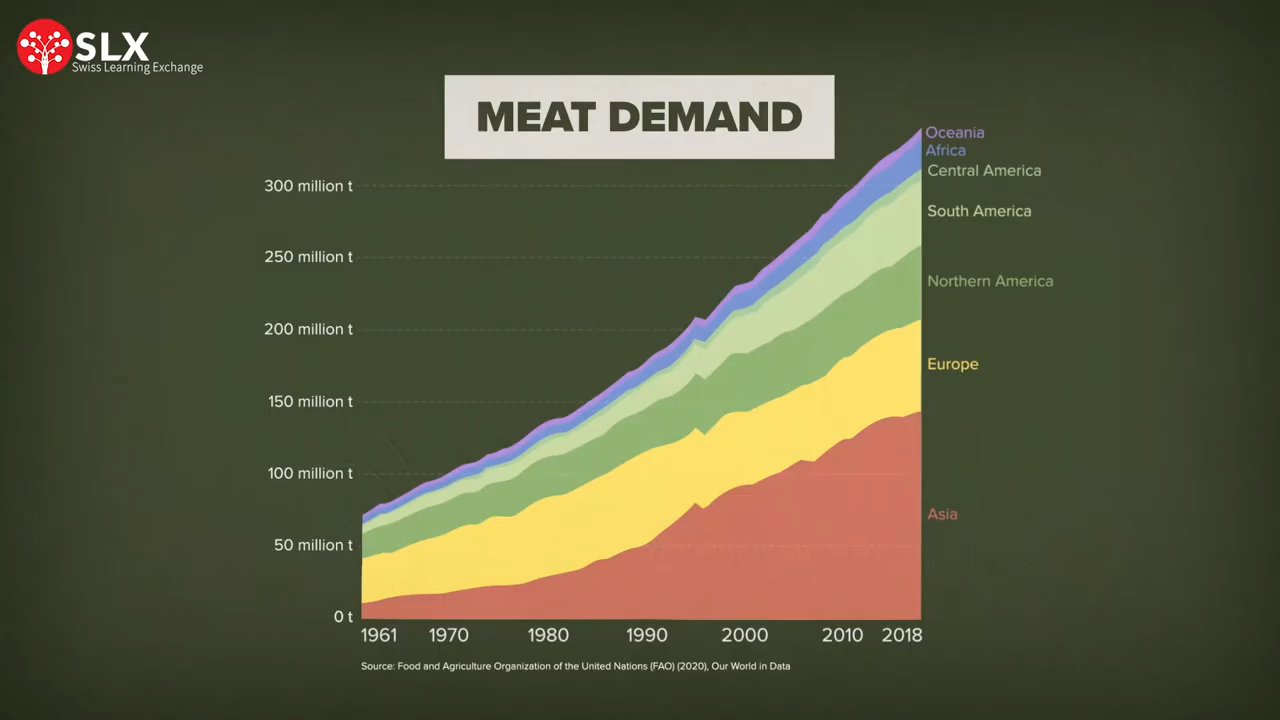 SLX
Swiss Learning Exchange
MEAT DEMAND
Oceania
Africa
Central America
South America
Northern America
Europe
Asia
300 million t
250 million t
200 million t
150 million t
100 million t
50 million t
0 t
1961 1970 1980 1990 2000 2010 2018
Source: Food and Agriculture Organization of the United Nations (FAO) (2020), Our World in Data